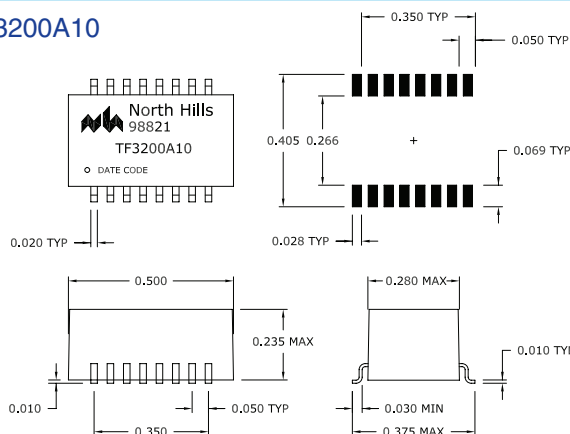 3200A10
0.350 TYP
0.050 TYP
North Hills
98821
TF3200A10
DATE CODE
0.405 0.266
0.069 TYP
0.020 TYP
0.028 TYP
0.500
0.280 MAX
0.235 MAX
0.010 TYP
0.010
0.050 TYP
0.030 MIN
0.350
0.375 MAX